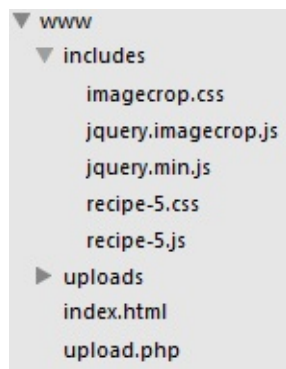 www
includes
imagecrop.css
jquery.imagecrop.js
jquery.min.js
recipe-5.css
recipe-5.js
uploads
index.html
upload.php